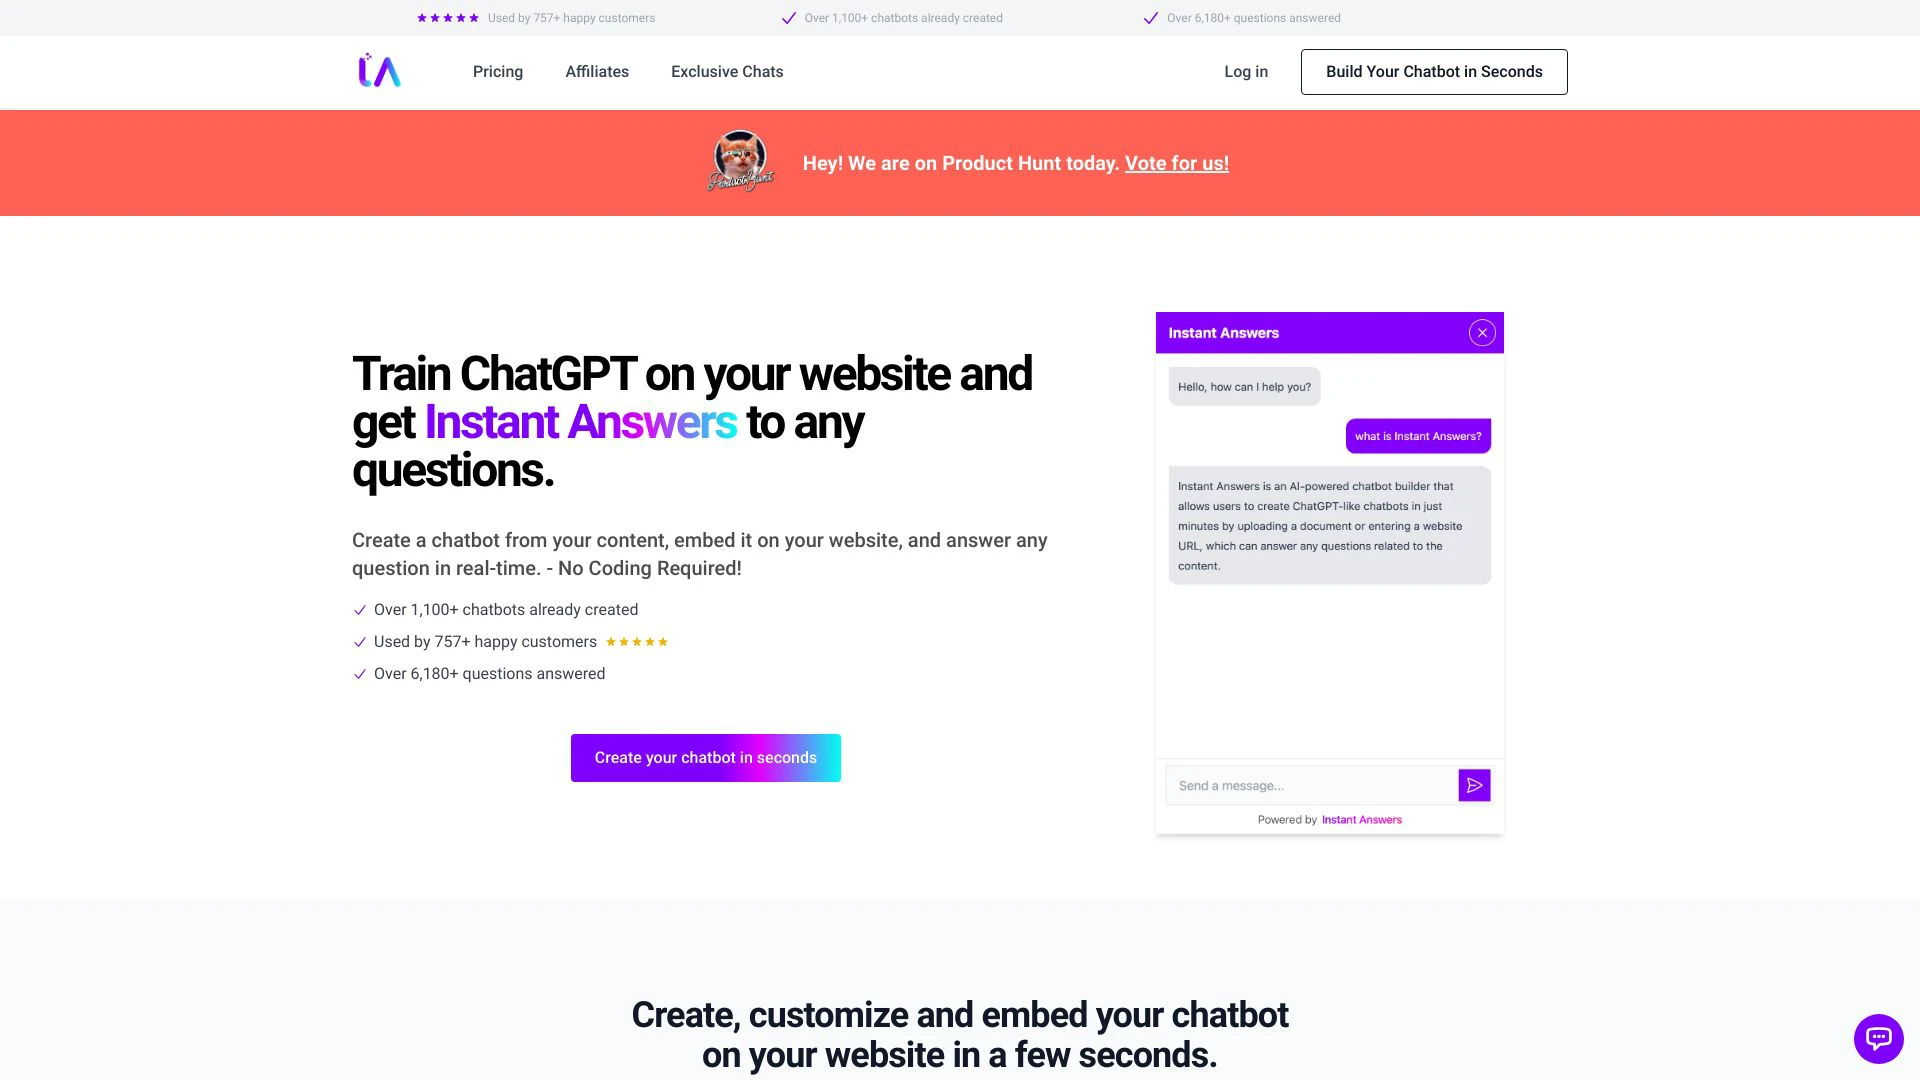 Used by 757+ happy customers
Over 1,100+ chatbots already created
Over 6,180+ questions answered
Pricing
Affiliates
Exclusive Chats
Log in
Build Your Chatbot in Seconds
Product Hunt
Hey! We are on Product Hunt today. Vote for us!
Train ChatGPT on your website and
get Instant Answers to any
questions.
Create a chatbot from your content, embed it on your website, and answer any
question in real-time. - No Coding Required!
Over 1,100+ chatbots already created
Used by 757+ happy customers
Over 6,180+ questions answered
Create your chatbot in seconds
Instant Answers
Hello, how can I help you?
what is Instant Answers?
Instant Answers is an AI-powered chatbot builder that
allows users to create ChatGPT-like chatbots in just
minutes by uploading a document or entering a website
URL, which can answer any questions related to the
content.
Send a message...
Powered by Instant Answers
Create, customize and embed your chatbot
on your website in a few seconds.